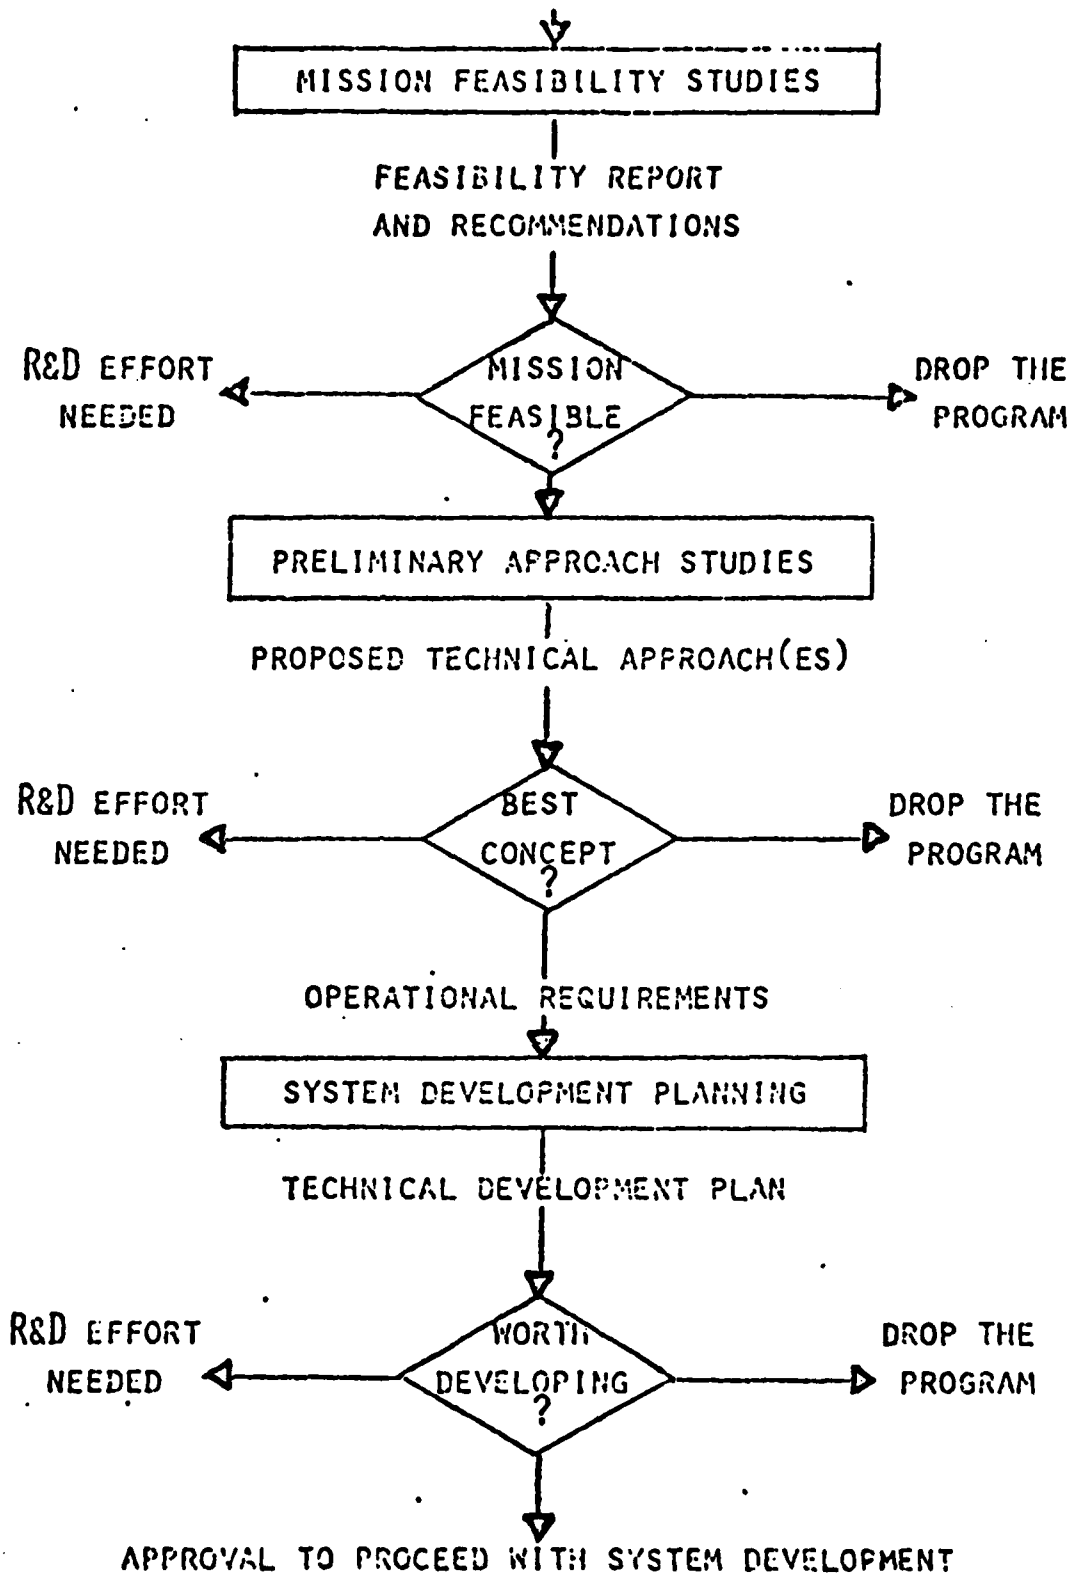 MISSION FEASIBILITY STUDIES
FEASIBILITY REPORT
AND RECOMMENDATIONS
R&D EFFORT
NEEDED
MISSION
FEASIBLE
?
DROP THE
PROGRAM
PRELIMINARY APPROACH STUDIES
PROPOSED TECHNICAL APPROACH(ES)
R&D EFFORT
NEEDED
BEST
CONCEPT
?
DROP THE
PROGRAM
OPERATIONAL REQUIREMENTS
SYSTEM DEVELOPMENT PLANNING
TECHNICAL DEVELOPMENT PLAN
R&D EFFORT
NEEDED
WORTH
DEVELOPING
?
DROP THE
PROGRAM
APPROVAL TO PROCEED WITH SYSTEM DEVELOPMENT